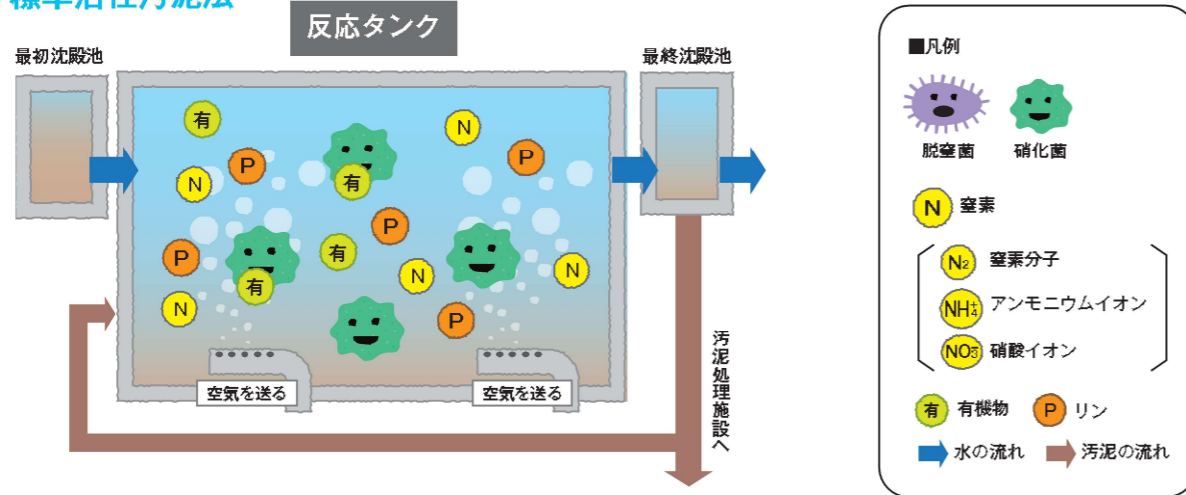 標準活性汚泥法
反応タンク
最初沈殿池
最終沈殿池
有
N
P
P
N
有
P
P
有
N
N
有
N
P
空気を送る
空気を送る
汚泥処理施設へ
■凡例
脱窒菌
硝化菌
N 窒素
N₂ 窒素分子
NH₄⁺ アンモニウムイオン
NO₃⁻ 硝酸イオン
有 有機物
P リン
水の流れ
汚泥の流れ